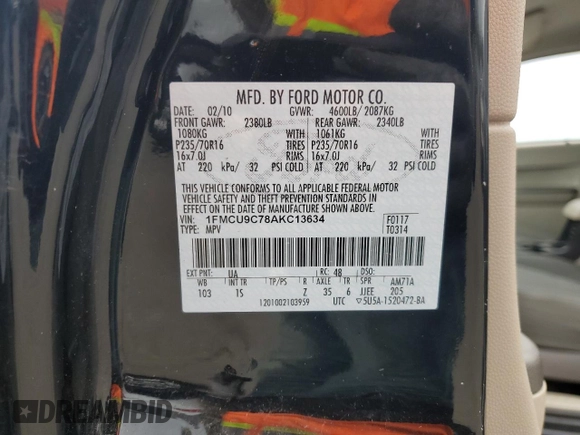 MFD. BY FORD MOTOR CO.
DATE: 02/10 GVWR: 4600LB/ 2087KG
FRONT GAWR: 2380LB REAR GAWR: 2340LB
1080KG WITH 1061KG WITH
P235/70R16 TIRES P235/70R16 TIRES
16x7.0J RIMS 16x7.0J RIMS
AT 220 kPa/ 32 PSI COLD AT 220 kPa/ 32 PSI COLD
THIS VEHICLE CONFORMS TO ALL APPLICABLE FEDERAL MOTOR
VEHICLE SAFETY AND THEFT PREVENTION STANDARDS IN
EFFECT ON THE DATE OF MANUFACTURE SHOWN ABOVE.
VIN: 1FMCU9C78AKC13634 F0117
TYPE: MPV T0314
EXT PNT: UA RC: 48 DSO:
WB INT TR TP/PS R AXLE TR SPR AM71A
103 1S Z 35 6 JJEE 205
1201002103959 UTC 5U5A-1520472-BA
DREAMBID